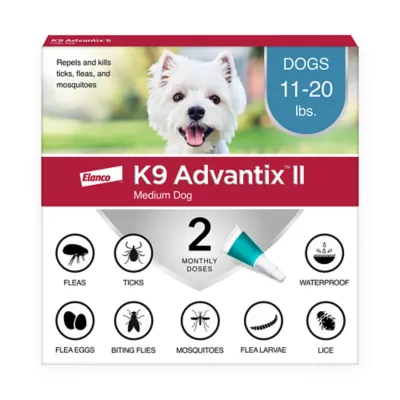 Repels and kills
ticks, fleas, and
mosquitoes
DOGS
11-20
lbs.
Elanco
K9 Advantix™ II
Medium Dog
2
MONTHLY
DOSES
FLEAS
TICKS
WATERPROOF
FLEA EGGS
BITING FLIES
MOSQUITOES
FLEA LARVAE
LICE